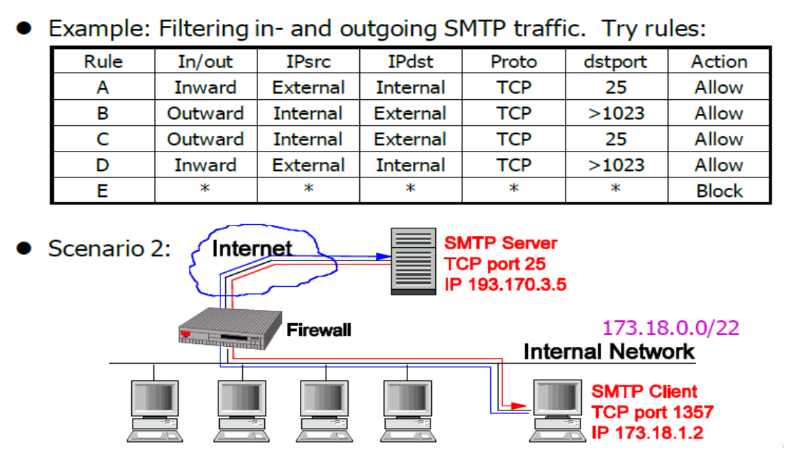 ● Example: Filtering in- and outgoing SMTP traffic. Try rules:
Rule In/out IPsrc IPdst Proto dstport Action
A Inward External Internal TCP 25 Allow
B Outward Internal External TCP >1023 Allow
C Outward Internal External TCP 25 Allow
D Inward External Internal TCP >1023 Allow
E * * * * * Block
● Scenario 2:
Internet
SMTP Server
TCP port 25
IP 193.170.3.5
Firewall
173.18.0.0/22
Internal Network
SMTP Client
TCP port 1357
IP 173.18.1.2